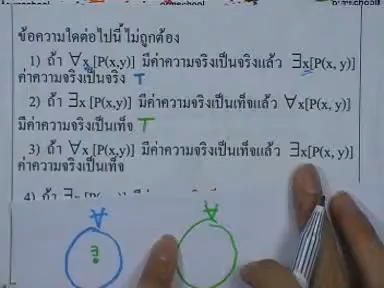 ข้อความใดต่อไปนี้ ไม่ถูกต้อง
1) ถ้า ∀x [P(x,y)] มีค่าความจริงเป็นจริงแล้ว ∃x[P(x, y)]
ค่าความจริงเป็นจริง T
2) ถ้า ∃x [P(x,y)] มีค่าความจริงเป็นเท็จแล้ว ∀x[P(x, y)]
มีค่าความจริงเป็นเท็จ T
3) ถ้า ∀x [P(x,y)] มีค่าความจริงเป็นเท็จแล้ว ∃x[P(x, y)]
ค่าความจริงเป็นเท็จ
4) ถ้า
∀ ∀
∃